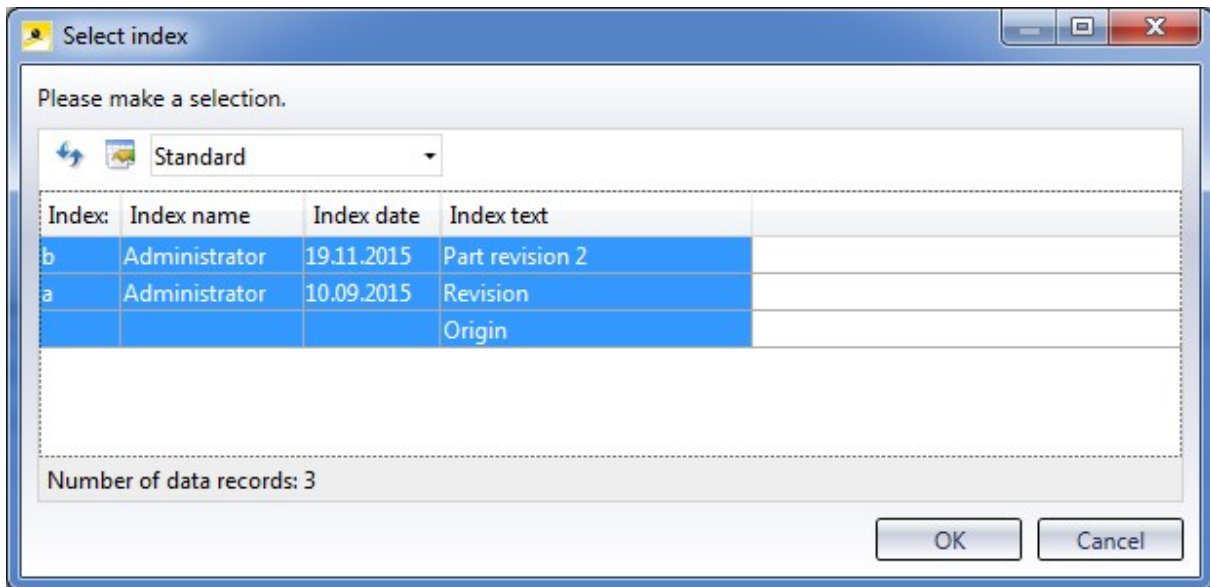 Select index
Please make a selection.
Standard
Index: Index name Index date Index text
b Administrator 19.11.2015 Part revision 2
a Administrator 10.09.2015 Revision
Origin
Number of data records: 3
OK Cancel